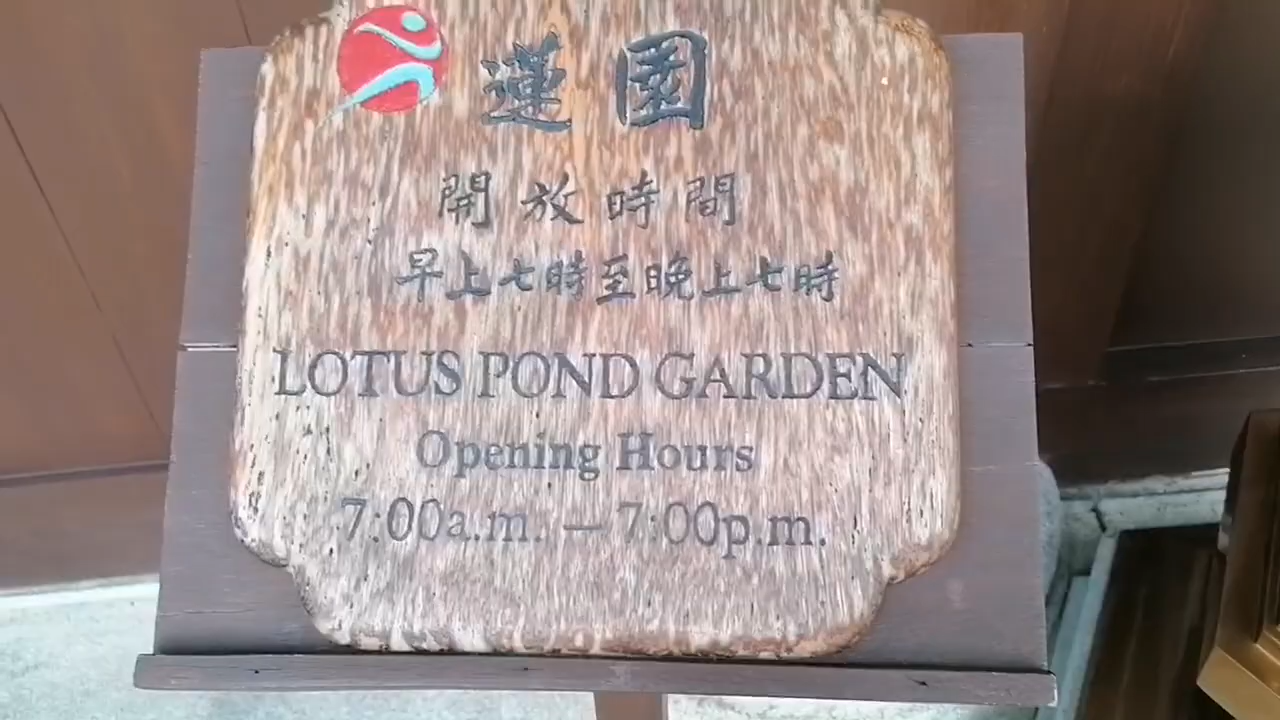 蓮園
開放時間
早上七時至晚上七時
LOTUS POND GARDEN
Opening Hours
7:00a.m. — 7:00p.m.